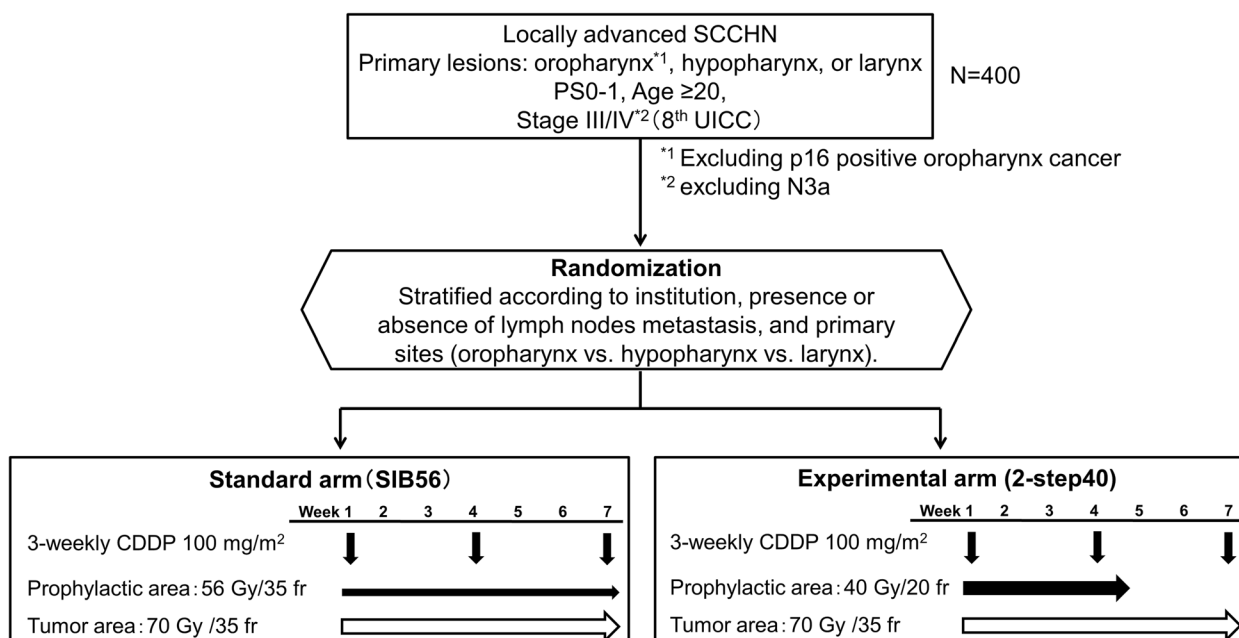 Locally advanced SCCHN
Primary lesions: oropharynx*1, hypopharynx, or larynx
PS0-1, Age ≥20,
Stage III/IV*2 (8th UICC)
N=400
*1 Excluding p16 positive oropharynx cancer
*2 excluding N3a
Randomization
Stratified according to institution, presence or
absence of lymph nodes metastasis, and primary
sites (oropharynx vs. hypopharynx vs. larynx).
Standard arm (SIB56)
Week 1 2 3 4 5 6 7
3-weekly CDDP 100 mg/m2
Prophylactic area: 56 Gy/35 fr
Tumor area: 70 Gy /35 fr
Experimental arm (2-step40)
Week 1 2 3 4 5 6 7
3-weekly CDDP 100 mg/m2
Prophylactic area: 40 Gy/20 fr
Tumor area: 70 Gy /35 fr